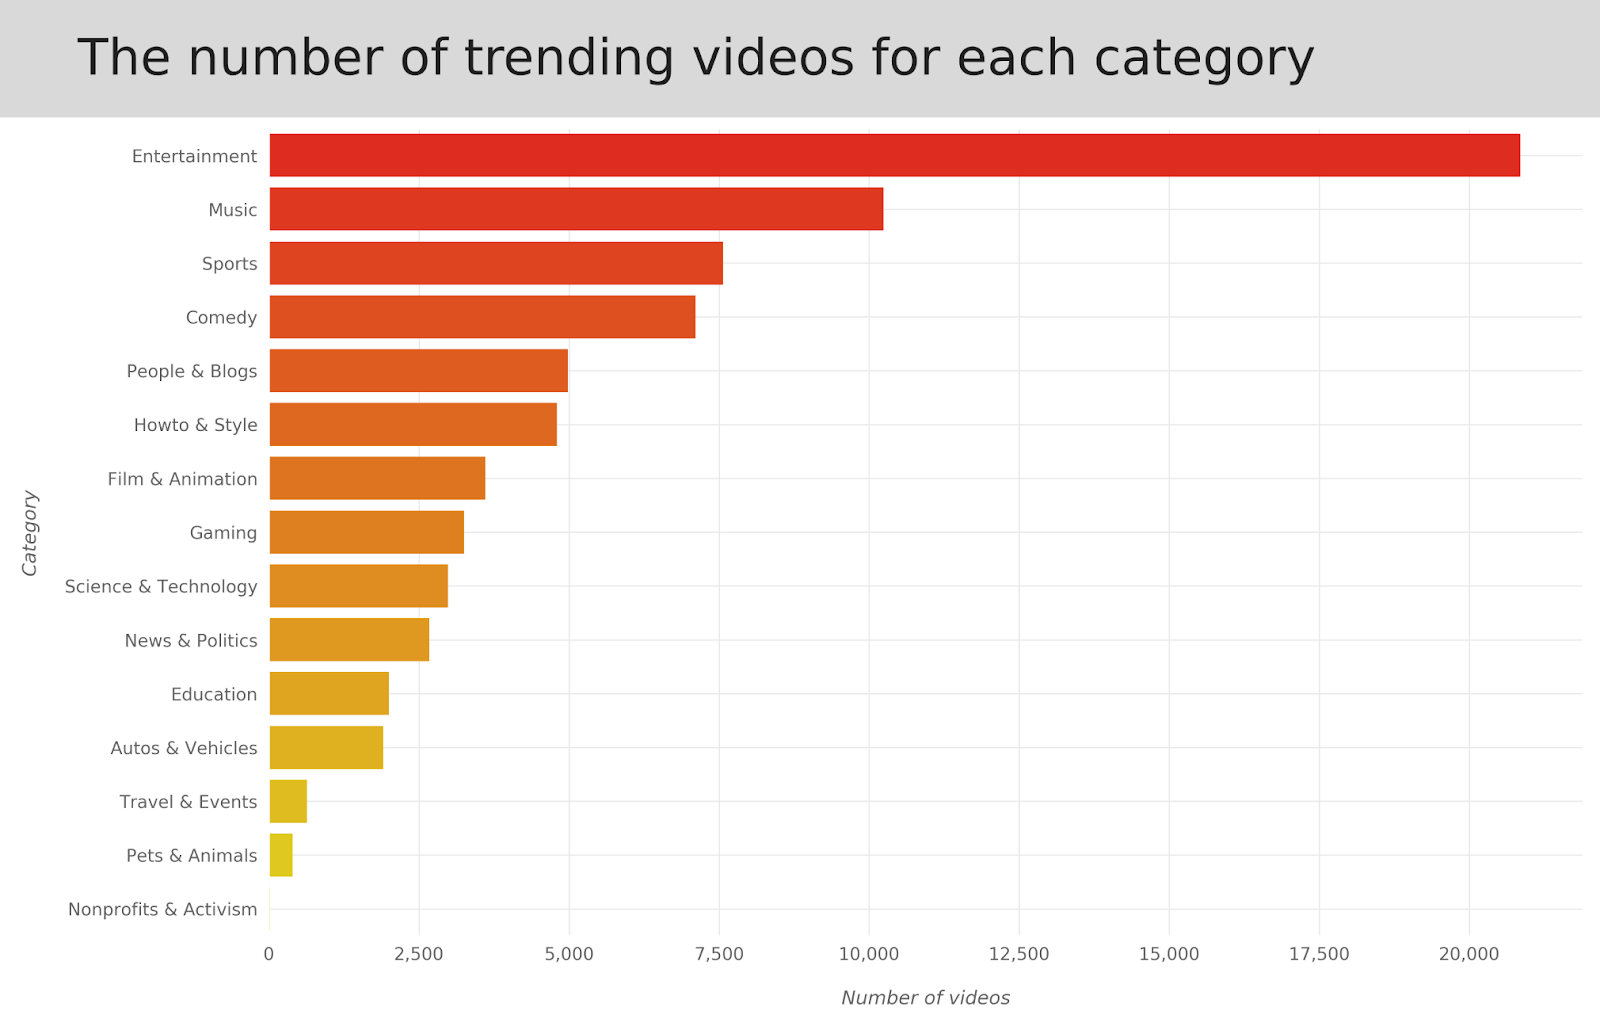 The number of trending videos for each category
Entertainment
Music
Sports
Comedy
People & Blogs
Howto & Style
Film & Animation
Gaming
Science & Technology
News & Politics
Education
Autos & Vehicles
Travel & Events
Pets & Animals
Nonprofits & Activism
Category
0 2,500 5,000 7,500 10,000 12,500 15,000 17,500 20,000
Number of videos